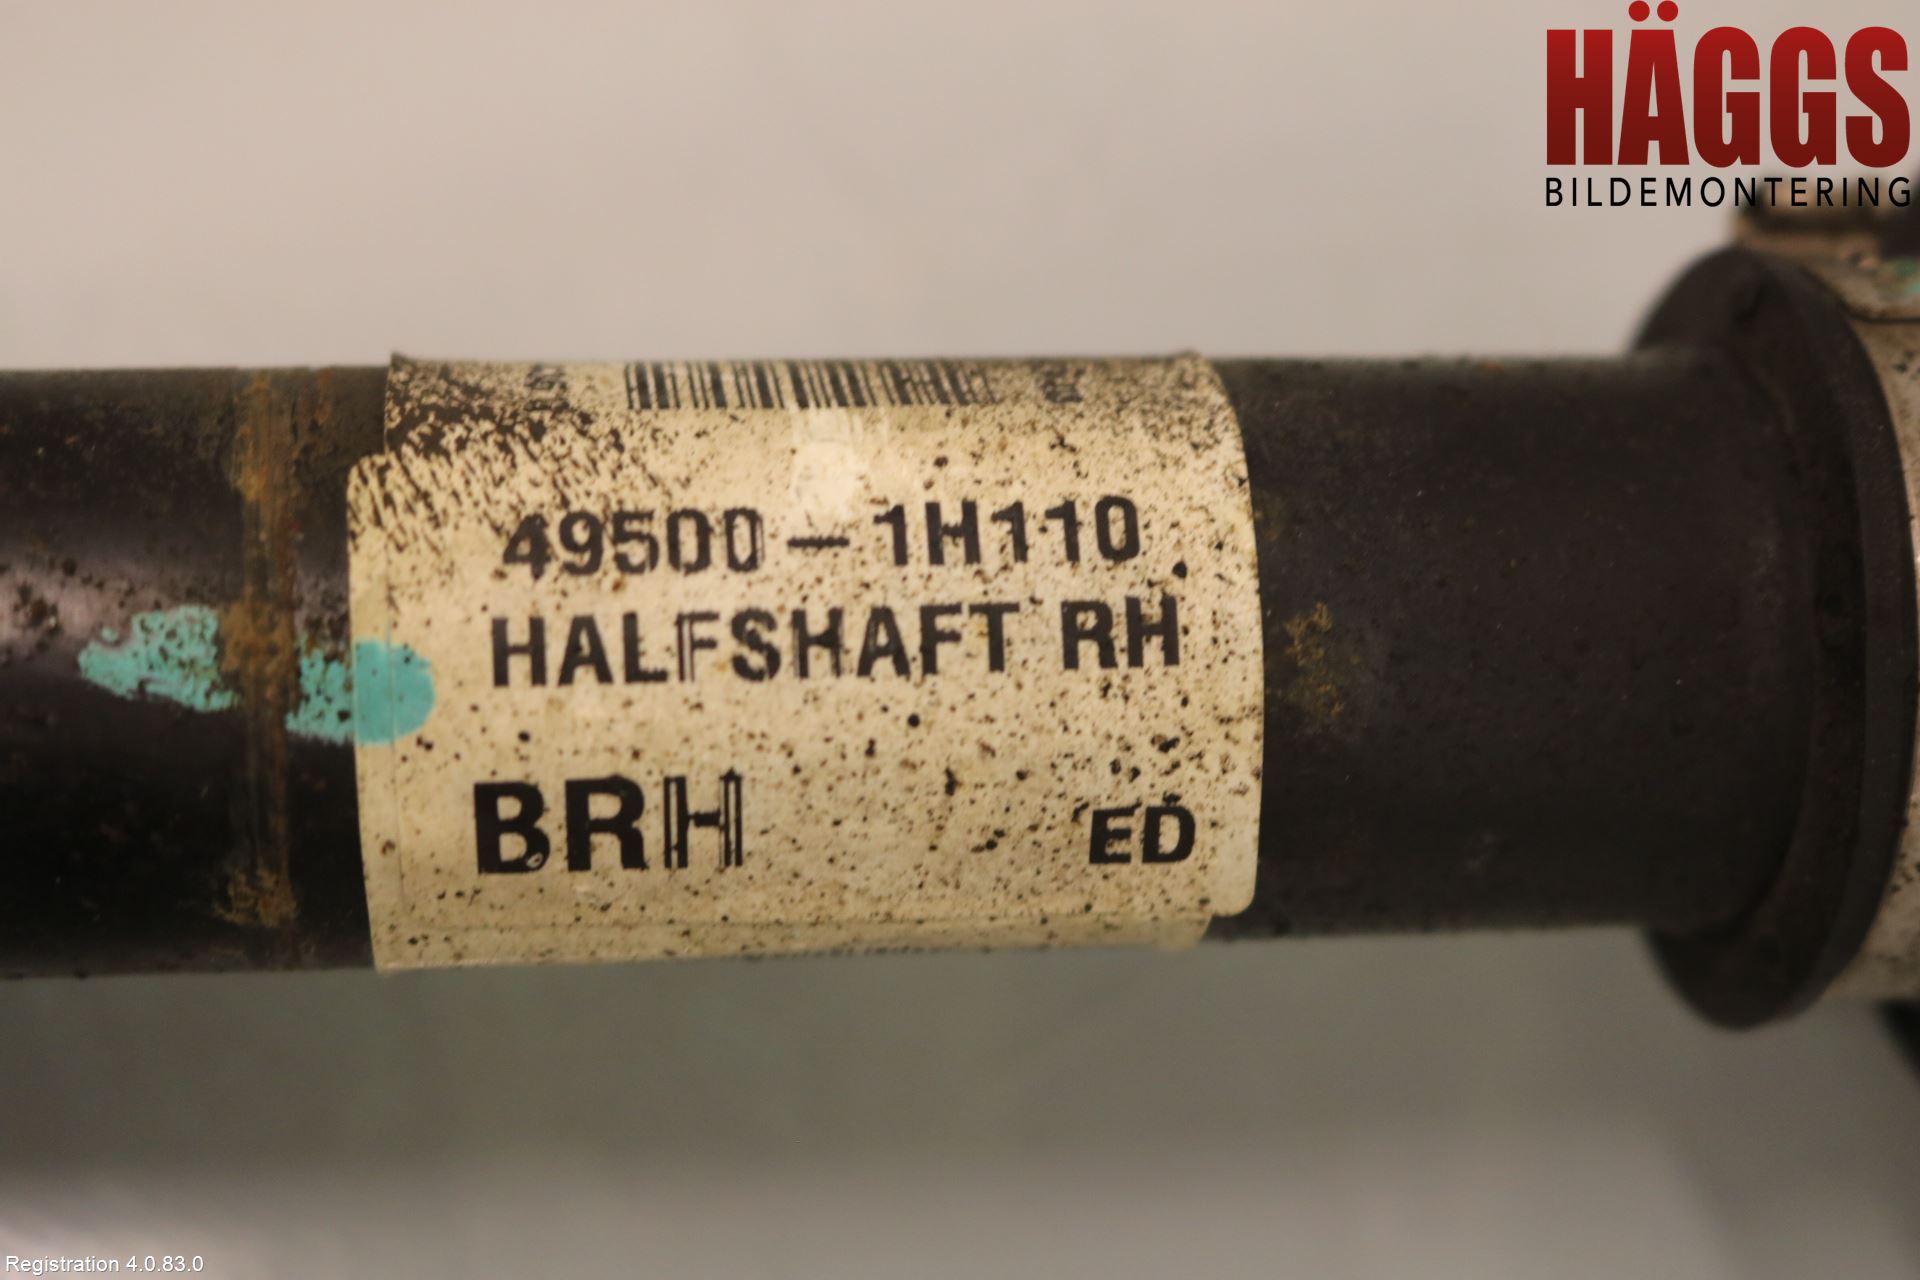 HÄGGS
BILDEMONTERING
49500-1H110
HALFSHAFT RH
BRH ED
Registration 4.0.83.0